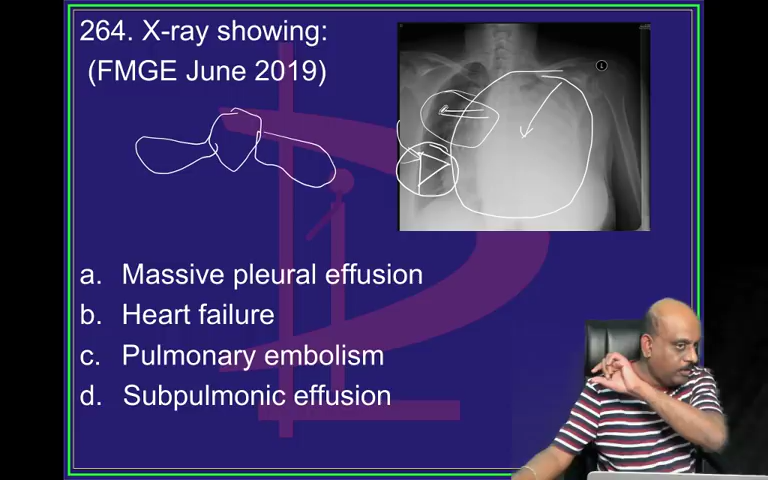 264. X-ray showing:
(FMGE June 2019)
L
a. Massive pleural effusion
b. Heart failure
c. Pulmonary embolism
d. Subpulmonic effusion